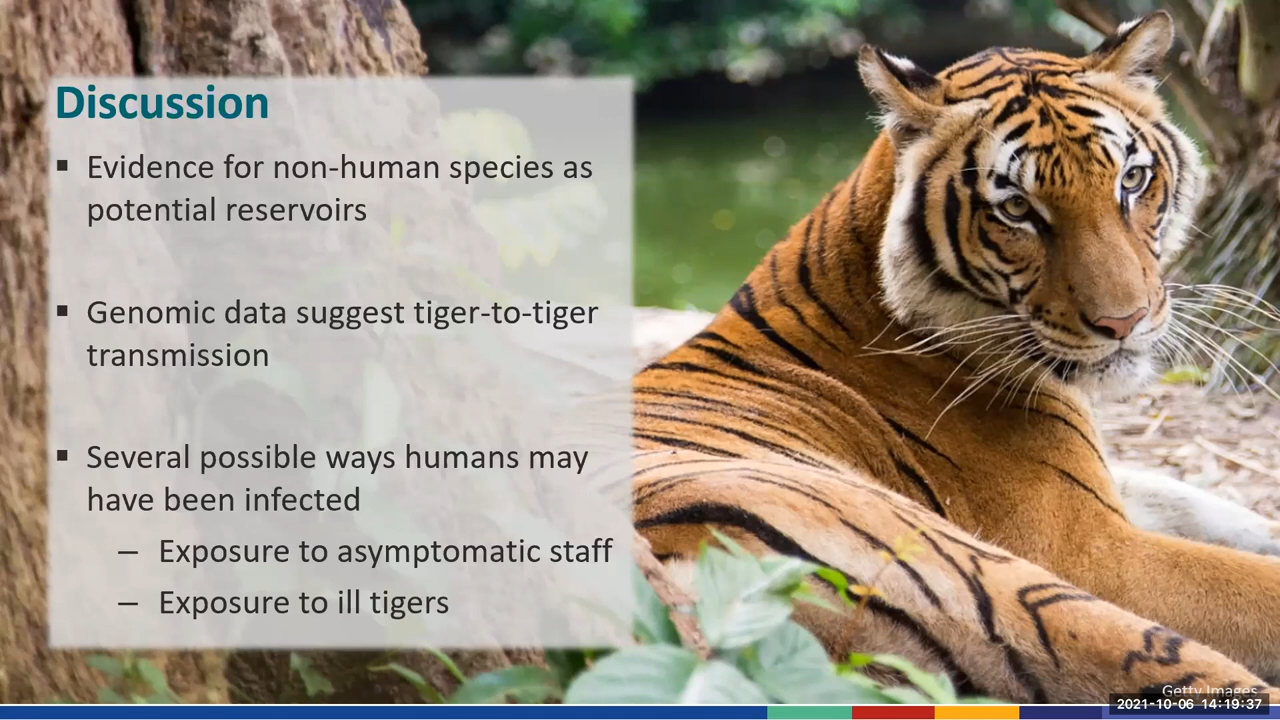 Discussion
▪ Evidence for non-human species as
potential reservoirs
▪ Genomic data suggest tiger-to-tiger
transmission
▪ Several possible ways humans may
have been infected
– Exposure to asymptomatic staff
– Exposure to ill tigers
Getty Images
2021-10-06 14:19:37